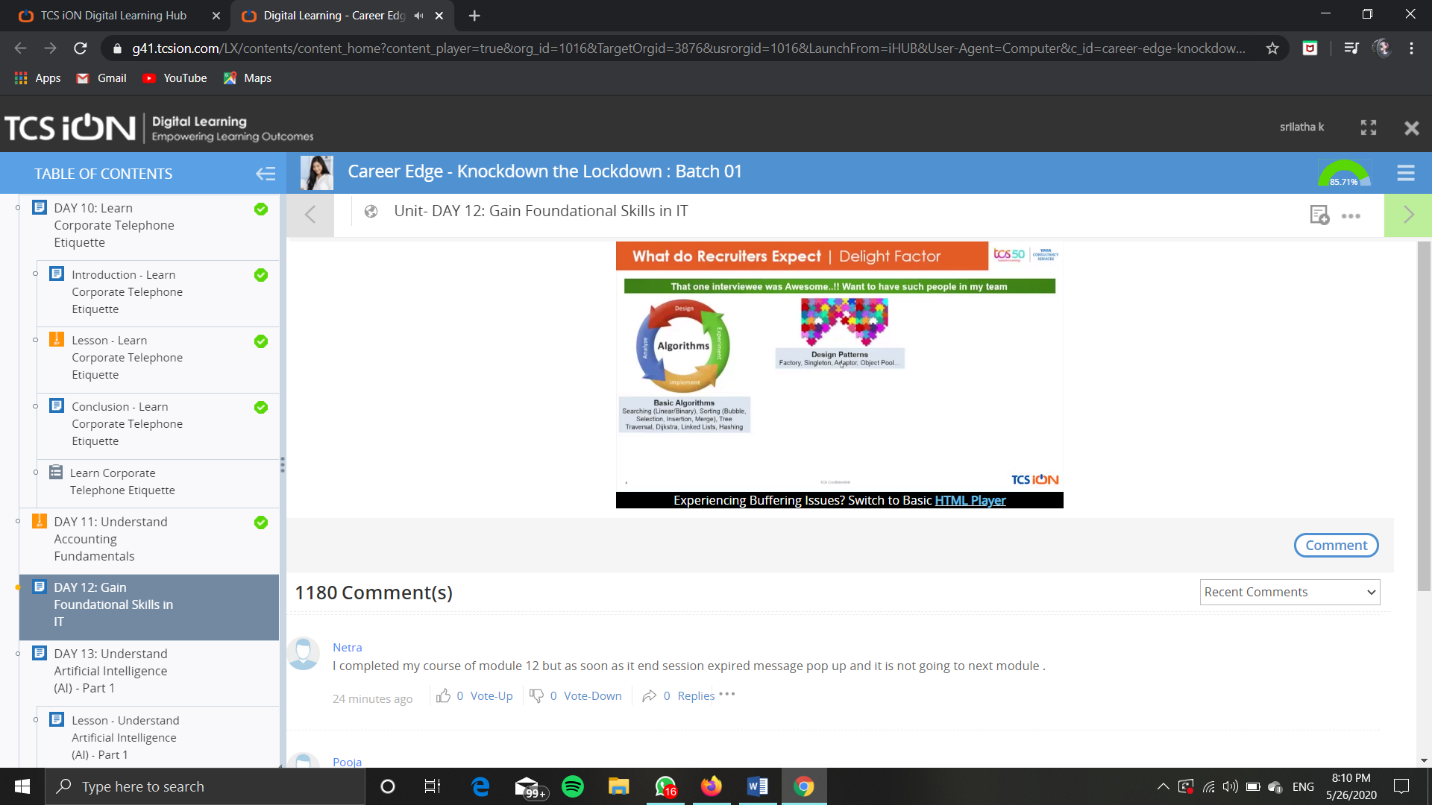 TCS iON Digital Learning Hub
Digital Learning - Career Edg
g41.tcsion.com/LX/contents/content_home?content_player=true&org_id=1016&TargetOrgid=3876&usrorgid=1016&LaunchFrom=iHUB&User-Agent=Computer&c_id=career-edge-knockdow...
Apps
Gmail
YouTube
Maps
TCS iON
Digital Learning
Empowering Learning Outcomes
srilatha k
TABLE OF CONTENTS
Career Edge - Knockdown the Lockdown : Batch 01
85.71%
DAY 10: Learn
Corporate Telephone
Etiquette
Introduction - Learn
Corporate Telephone
Etiquette
Lesson - Learn
Corporate Telephone
Etiquette
Conclusion - Learn
Corporate Telephone
Etiquette
Learn Corporate
Telephone Etiquette
DAY 11: Understand
Accounting
Fundamentals
DAY 12: Gain
Foundational Skills in
IT
DAY 13: Understand
Artificial Intelligence
(AI) - Part 1
Lesson - Understand
Artificial Intelligence
(AI) - Part 1
Unit- DAY 12: Gain Foundational Skills in IT
What do Recruiters Expect | Delight Factor
tcs 50
TATA
CONSULTANCY
SERVICES
That one interviewee was Awesome..!! Want to have such people in my team
Design
Experiment
Implement
Analyze
Algorithms
Basic Algorithms
Searching (Linear/Binary), Sorting (Bubble,
Selection, Insertion, Merge), Tree
Traversal, Dijkstra, Linked Lists, Hashing
Design Patterns
Factory, Singleton, Adaptor, Object Pool...
TCS iON
Experiencing Buffering Issues? Switch to Basic HTML Player
Comment
1180 Comment(s)
Recent Comments
Netra
I completed my course of module 12 but as soon as it end session expired message pop up and it is not going to next module .
24 minutes ago
0 Vote-Up
0 Vote-Down
0 Replies
Pooja
Type here to search
99+
16
ENG
8:10 PM
5/26/2020